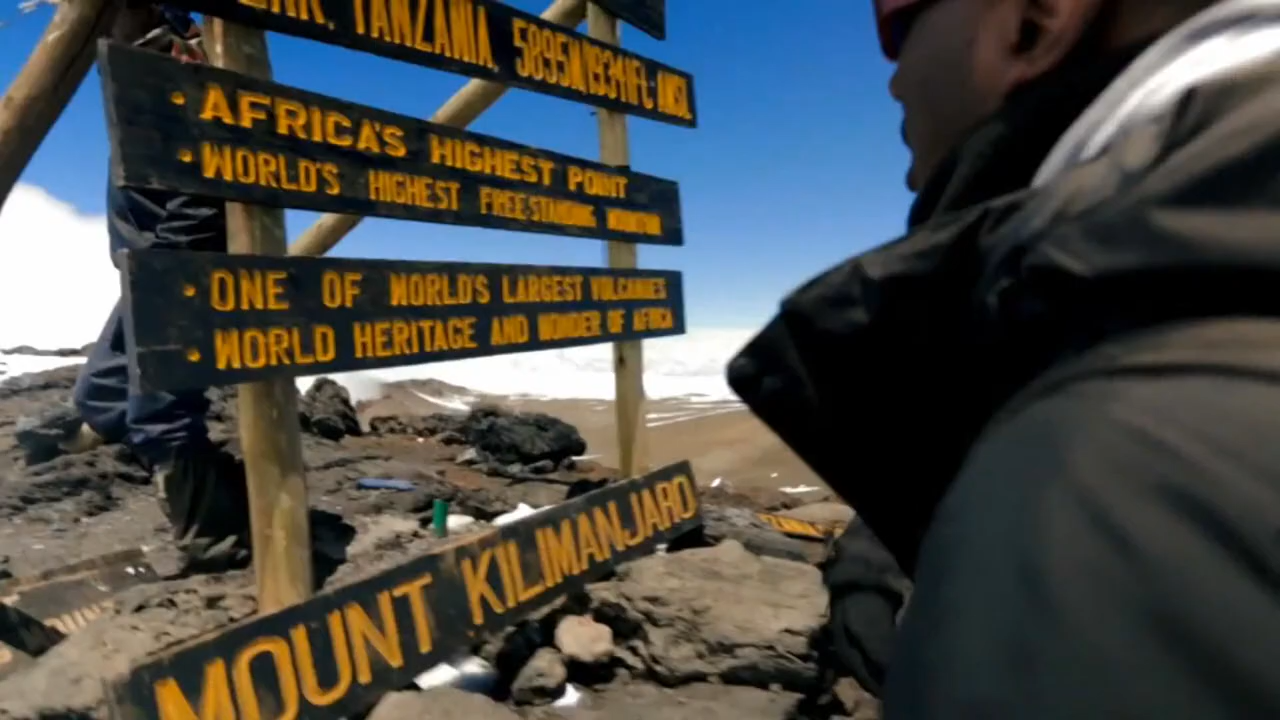 TANZANIA, 5895M/19341Ft. AMSL
• AFRICA'S HIGHEST POINT
• WORLD'S HIGHEST FREE-STANDING MOUNTAIN
• ONE OF WORLD'S LARGEST VOLCANOES
• WORLD HERITAGE AND WONDER OF AFRICA
MOUNT KILIMANJARO